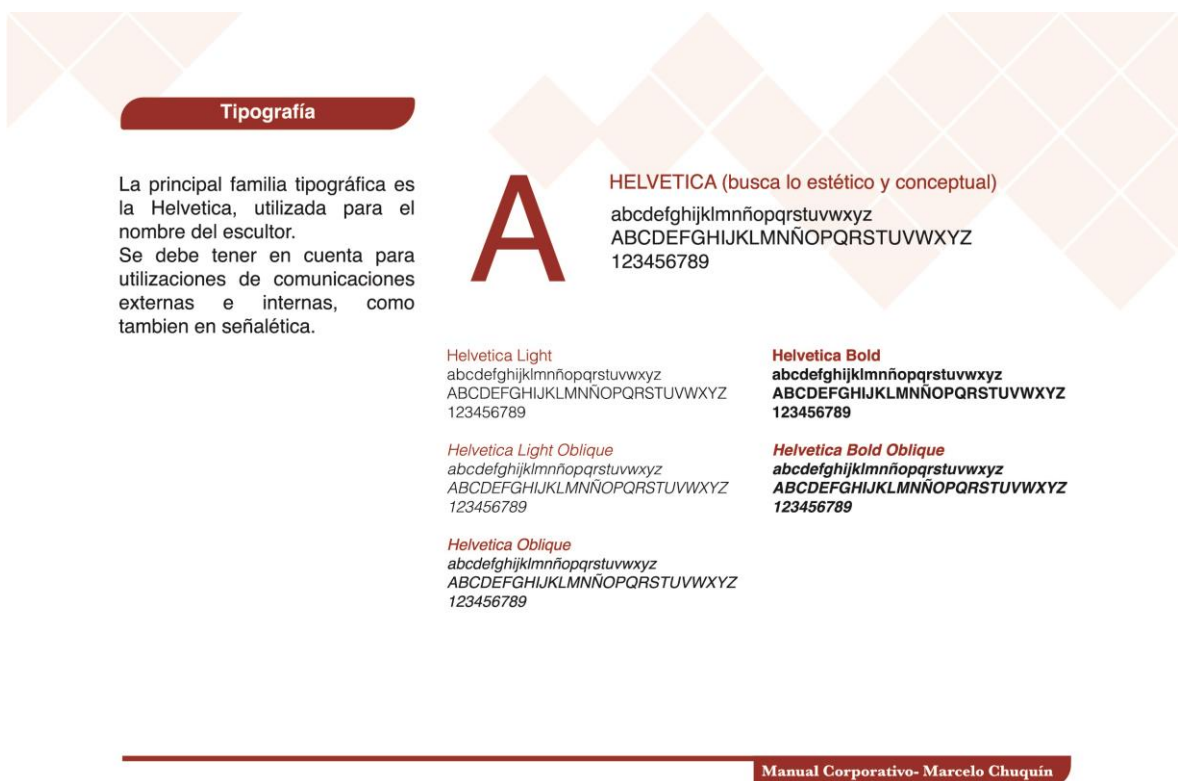 Tipografía
La principal familia tipográfica es
la Helvetica, utilizada para el
nombre del escultor.
Se debe tener en cuenta para
utilizaciones de comunicaciones
externas e internas, como
tambien en señalética.
A
HELVETICA (busca lo estético y conceptual)
abcdefghijklmnñopqrstuvwxyz
ABCDEFGHIJKLMNÑOPQRSTUVWXYZ
123456789
Helvetica Light
abcdefghijklmnñopqrstuvwxyz
ABCDEFGHIJKLMNÑOPQRSTUVWXYZ
123456789
Helvetica Light Oblique
abcdefghijklmnñopqrstuvwxyz
ABCDEFGHIJKLMNÑOPQRSTUVWXYZ
123456789
Helvetica Oblique
abcdefghijklmnñopqrstuvwxyz
ABCDEFGHIJKLMNÑOPQRSTUVWXYZ
123456789
Helvetica Bold
abcdefghijklmnñopqrstuvwxyz
ABCDEFGHIJKLMNÑOPQRSTUVWXYZ
123456789
Helvetica Bold Oblique
abcdefghijklmnñopqrstuvwxyz
ABCDEFGHIJKLMNÑOPQRSTUVWXYZ
123456789
Manual Corporativo- Marcelo Chuquín